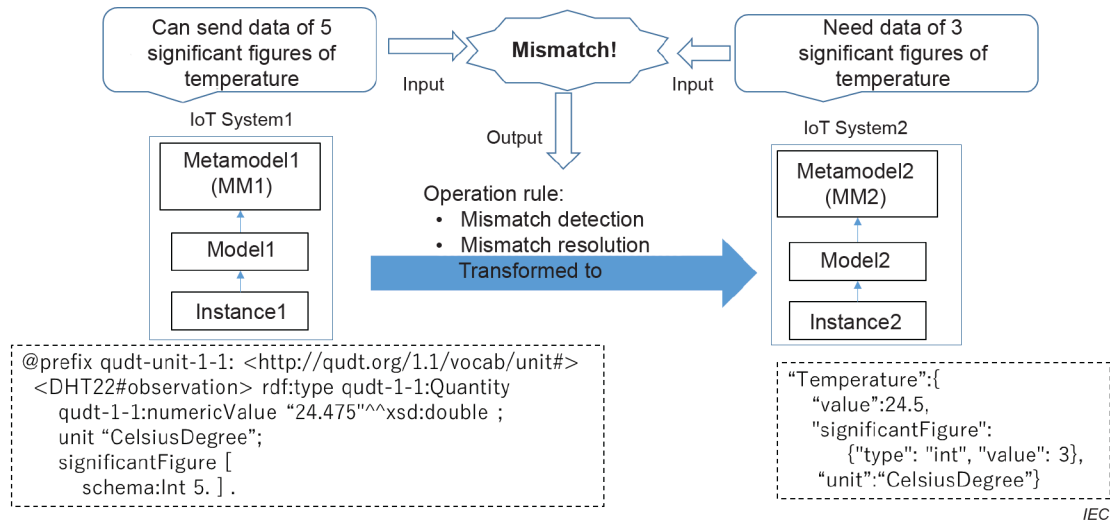 Can send data of 5
significant figures of
temperature
Input
Mismatch!
Input
Need data of 3
significant figures of
temperature
Output
IoT System1
Metamodel1
(MM1)
Model1
Instance1
Operation rule:
• Mismatch detection
• Mismatch resolution
Transformed to
IoT System2
Metamodel2
(MM2)
Model2
Instance2
@prefix qudt-unit-1-1: <http://qudt.org/1.1/vocab/unit#>
<DHT22#observation> rdf:type qudt-1-1:Quantity
qudt-1-1:numericValue “24.475"^^xsd:double ;
unit “CelsiusDegree”;
significantFigure [
schema:Int 5. ] .
“Temperature”:{
“value”:24.5,
"significantFigure":
{"type": "int", "value": 3},
“unit”:“CelsiusDegree”}
IEC